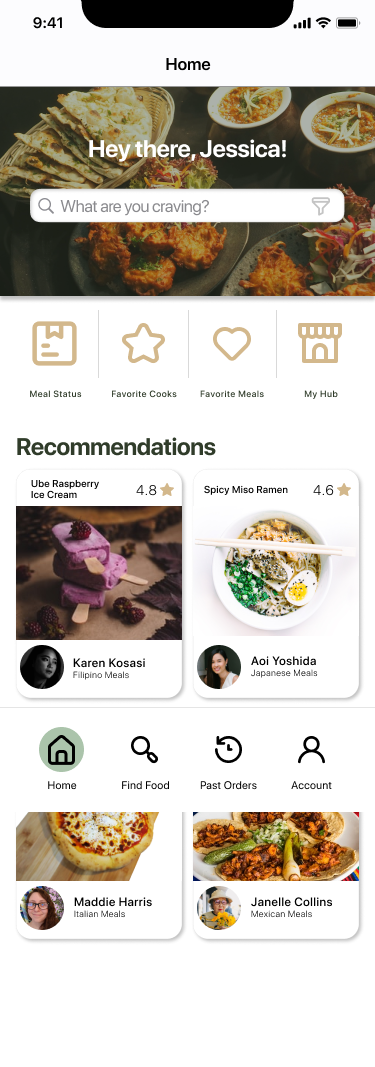 9:41
Home
Hey there, Jessica!
What are you craving?
Meal Status
Favorite Cooks
Favorite Meals
My Hub
Recommendations
Ube Raspberry
Ice Cream
4.8
Spicy Miso Ramen
4.6
Karen Kosasi
Filipino Meals
Aoi Yoshida
Japanese Meals
Home
Find Food
Past Orders
Account
Maddie Harris
Italian Meals
Janelle Collins
Mexican Meals